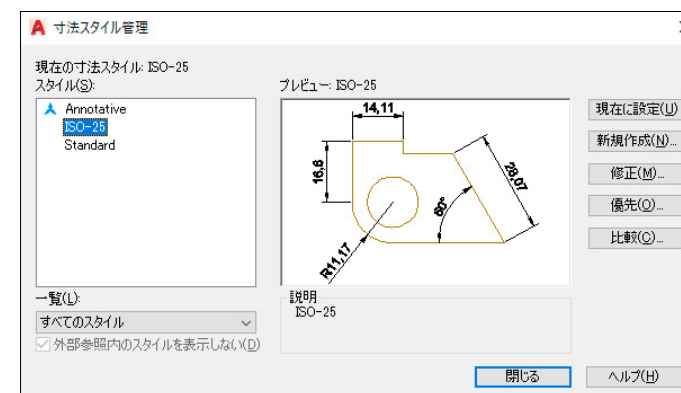 寸法スタイル管理
現在の寸法スタイル: ISO-25
スタイル(S):
Annotative
ISO-25
Standard
プレビュー: ISO-25
14,11
16,6
28,07
60°
R11,17
現在に設定(U)
新規作成(N)...
修正(M)...
優先(O)...
比較(C)...
一覧(L):
すべてのスタイル
外部参照内のスタイルを表示しない(D)
説明
ISO-25
閉じる
ヘルプ(H)